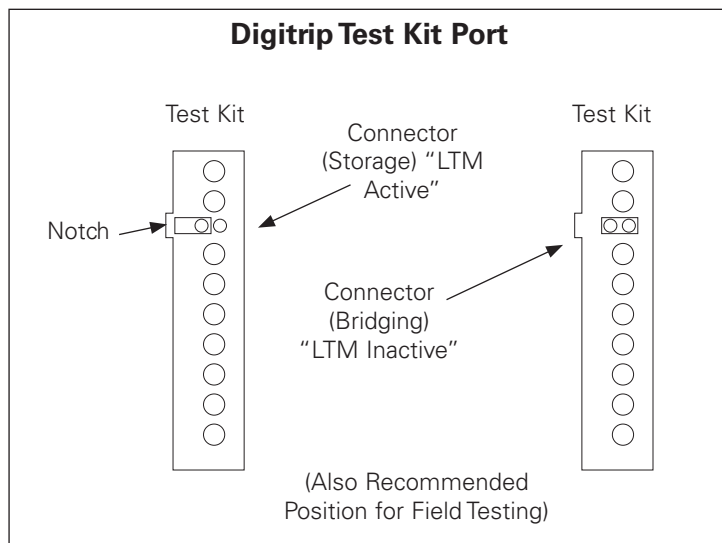 Digitrip Test Kit Port
Test Kit
Test Kit
Connector
(Storage) “LTM
Active”
Notch
Connector
(Bridging)
“LTM Inactive”
(Also Recommended
Position for Field Testing)